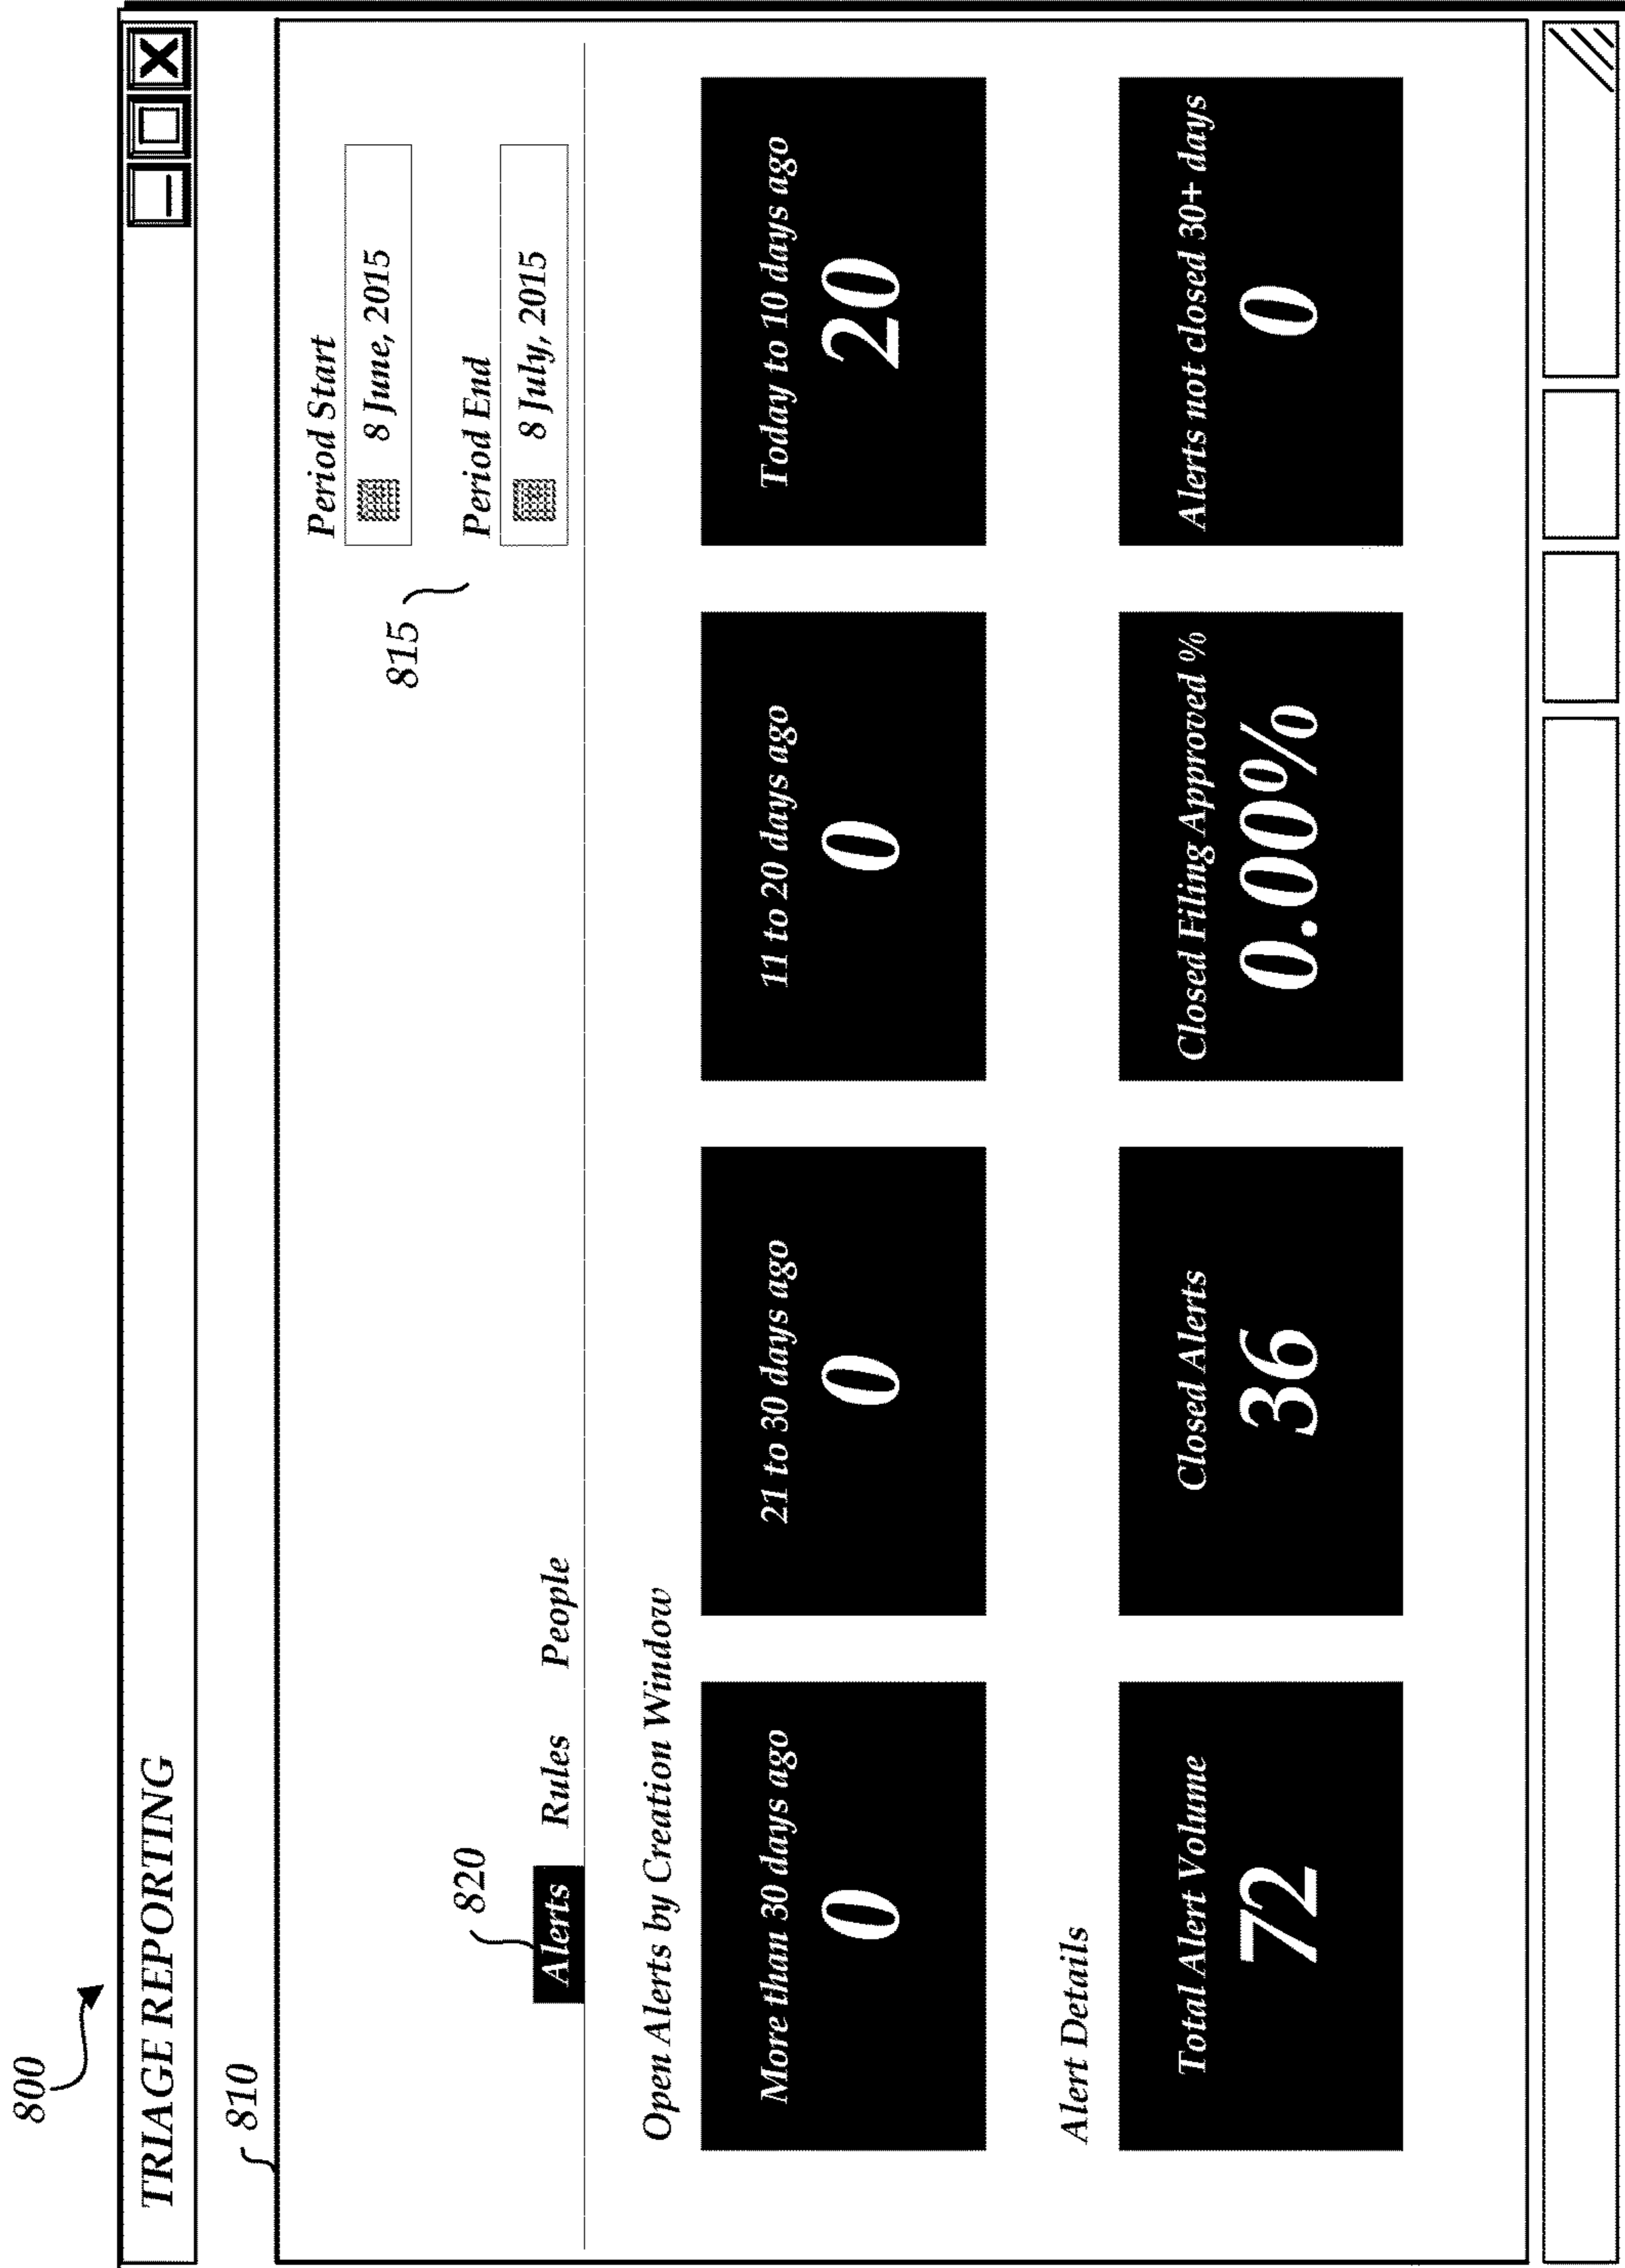 800
TRIAGE REPORTING
810
Period Start
8 June, 2015
815
Period End
8 July, 2015
820
Alerts Rules People
Open Alerts by Creation Window
More than 30 days ago
0
21 to 30 days ago
0
11 to 20 days ago
0
Today to 10 days ago
20
Alert Details
Total Alert Volume
72
Closed Alerts
36
Closed Filing Approved %
0.00%
Alerts not closed 30+ days
0